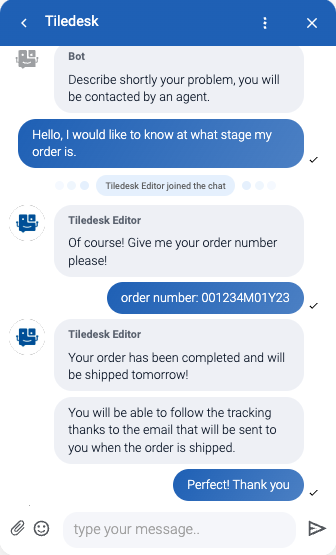 Tiledesk
Bot
Describe shortly your problem, you will
be contacted by an agent.
Hello, I would like to know at what stage my
order is.
Tiledesk Editor joined the chat
Tiledesk Editor
Of course! Give me your order number
please!
order number: 001234M01Y23
Tiledesk Editor
Your order has been completed and will
be shipped tomorrow!
You will be able to follow the tracking
thanks to the email that will be sent to
you when the order is shipped.
Perfect! Thank you
type your message..